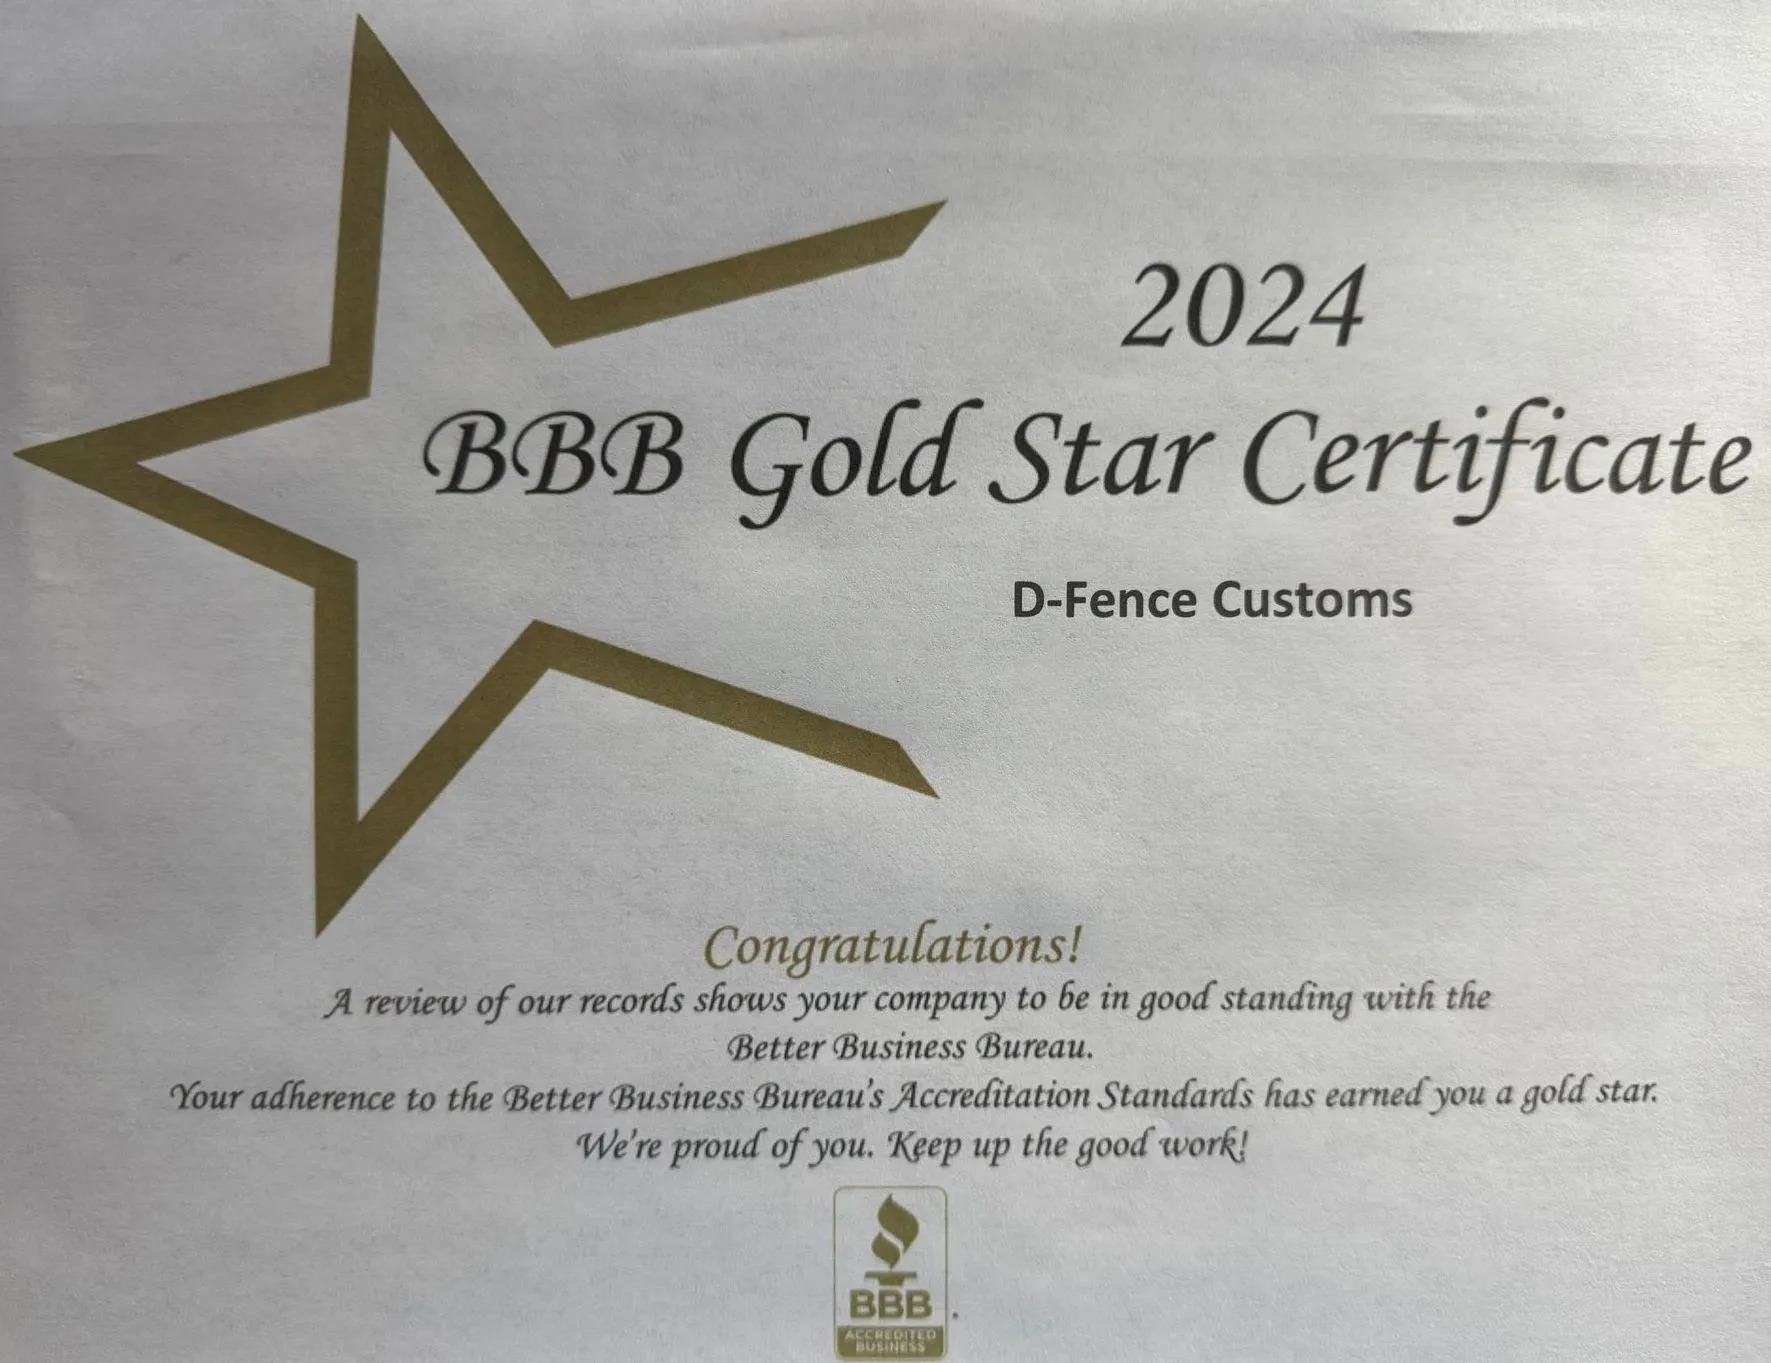 2024
BBB Gold Star Certificate
D-Fence Customs
Congratulations!
A review of our records shows your company to be in good standing with the
Better Business Bureau.
Your adherence to the Better Business Bureau's Accreditation Standards has earned you a gold star.
We're proud of you. Keep up the good work!
BBB.
ACCREDITED
BUSINESS